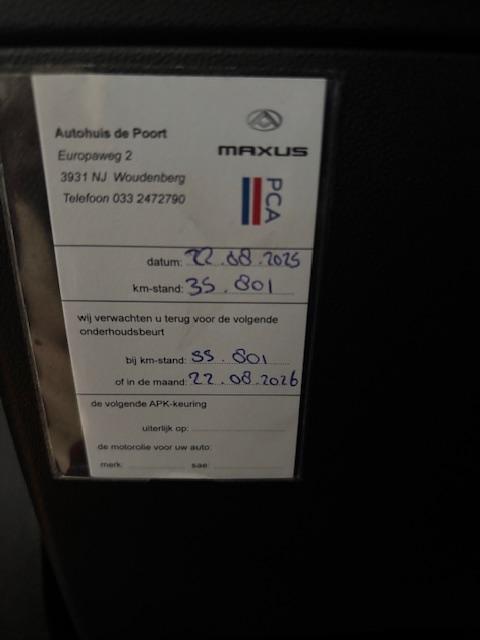 Autohuis de Poort
Europaweg 2
3931 NJ Woudenberg
Telefoon 033 2472790
MAXUS
PCA
datum: 22.08.2025
km-stand: 35.801
wij verwachten u terug voor de volgende
onderhoudsbeurt
bij km-stand: 55.801
of in de maand: 22.08.2026
de volgende APK-keuring
uiterlijk op:
de motorolie voor uw auto:
merk: sae: